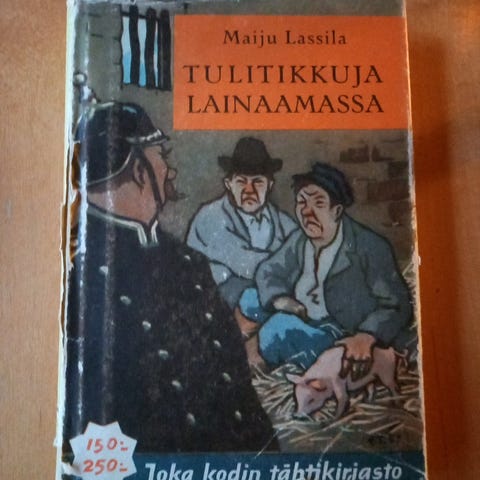 Maiju Lassila
TULITIKKUJA
LAINAAMASSA
150:-
250:-
Joka kodin tähtikirjasto